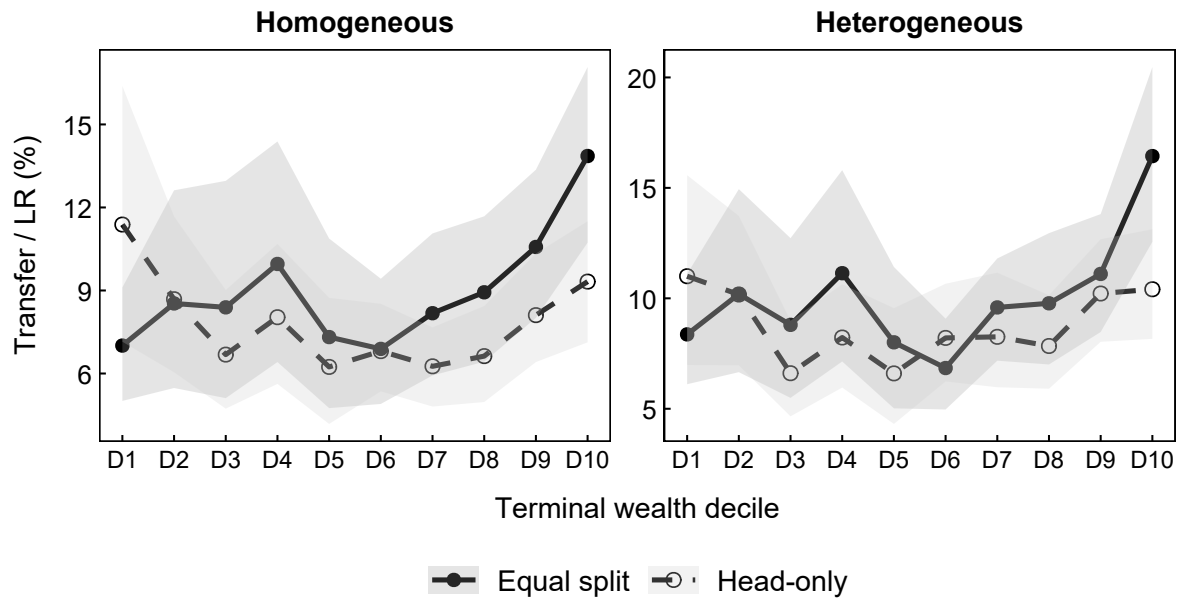 Homogeneous
Heterogeneous
Transfer / LR (%)
15
12
9
6
20
15
10
5
D1 D2 D3 D4 D5 D6 D7 D8 D9 D10
D1 D2 D3 D4 D5 D6 D7 D8 D9 D10
Terminal wealth decile
Equal split
Head-only